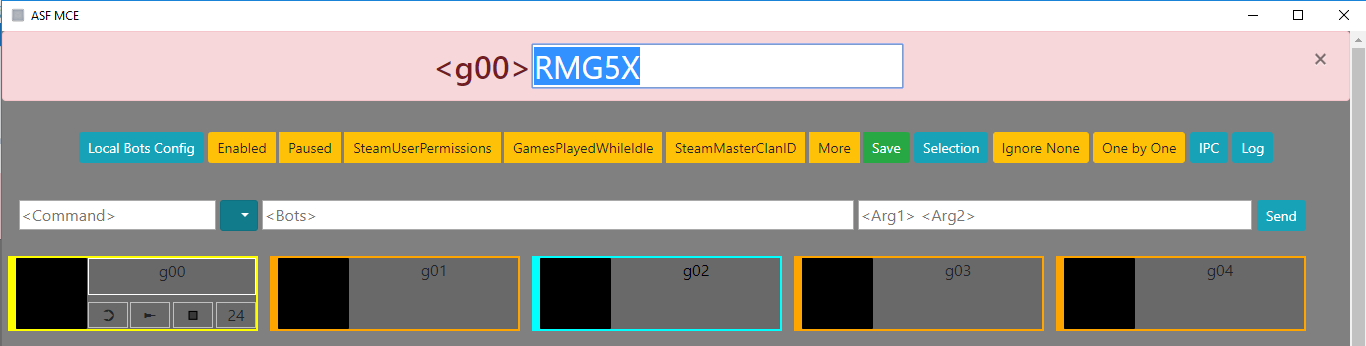 ASF MCE
<g00> RMG5X ×
Local Bots Config Enabled Paused SteamUserPermissions GamesPlayedWhileIdle SteamMasterClanID More Save Selection Ignore None One by One IPC Log
<Command> <Bots> <Arg1> <Arg2> Send
g00 g01 g02 g03 g04
24